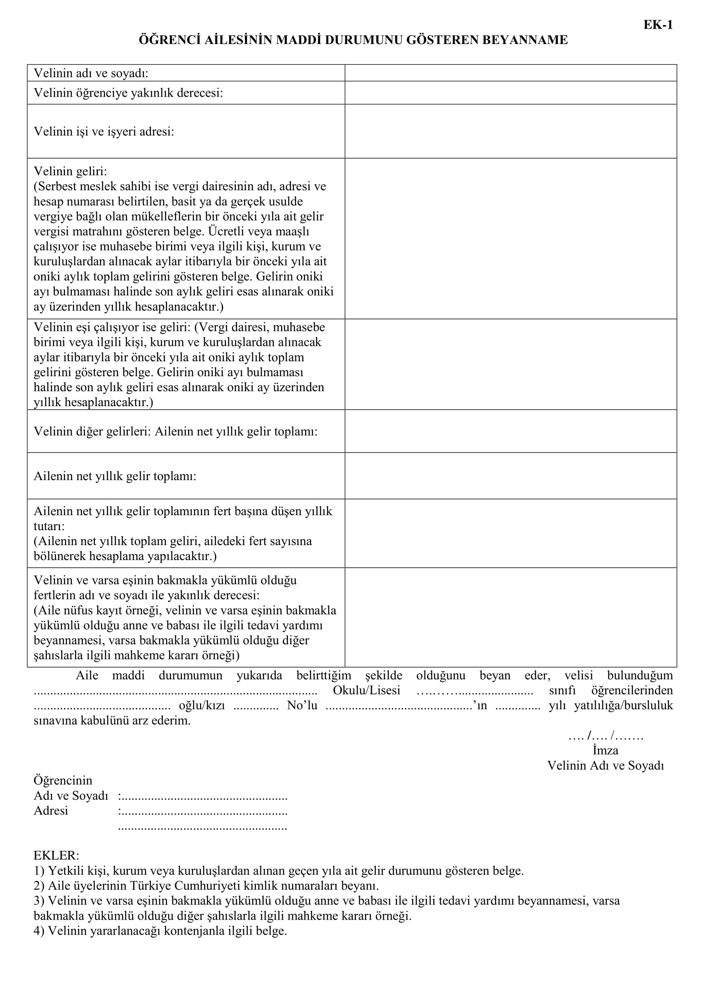 EK-1
ÖĞRENCİ AİLESİNİN MADDİ DURUMUNU GÖSTEREN BEYANNAME
Velinin adı ve soyadı:
Velinin öğrenciye yakınlık derecesi:
Velinin işi ve işyeri adresi:
Velinin geliri:
(Serbest meslek sahibi ise vergi dairesinin adı, adresi ve
hesap numarası belirtilen, basit ya da gerçek usulde
vergiye bağlı olan mükelleflerin bir önceki yıla ait gelir
vergisi matrahını gösteren belge. Ücretli veya maaşlı
çalışıyor ise muhasebe birimi veya ilgili kişi, kurum ve
kuruluşlardan alınacak aylar itibarıyla bir önceki yıla ait
oniki aylık toplam gelirini gösteren belge. Gelirin oniki
ayı bulmaması halinde son aylık geliri esas alınarak oniki
ay üzerinden yıllık hesaplanacaktır.)
Velinin eşi çalışıyor ise geliri: (Vergi dairesi, muhasebe
birimi veya ilgili kişi, kurum ve kuruluşlardan alınacak
aylar itibarıyla bir önceki yıla ait oniki aylık toplam
gelirini gösteren belge. Gelirin oniki ayı bulmaması
halinde son aylık geliri esas alınarak oniki ay üzerinden
yıllık hesaplanacaktır.)
Velinin diğer gelirleri: Ailenin net yıllık gelir toplamı:
Ailenin net yıllık gelir toplamı:
Ailenin net yıllık gelir toplamının fert başına düşen yıllık
tutarı:
(Ailenin net yıllık toplam geliri, ailedeki fert sayısına
bölünerek hesaplama yapılacaktır.)
Velinin ve varsa eşinin bakmakla yükümlü olduğu
fertlerin adı ve soyadı ile yakınlık derecesi:
(Aile nüfus kayıt örneği, velinin ve varsa eşinin bakmakla
yükümlü olduğu anne ve babası ile ilgili tedavi yardımı
beyannamesi, varsa bakmakla yükümlü olduğu diğer
şahıslarla ilgili mahkeme kararı örneği)
Aile maddi durumumun yukarıda belirttiğim şekilde olduğunu beyan eder, velisi bulunduğum
....................................................................................... Okulu/Lisesi ….……....................... sınıfı öğrencilerinden
.......................................... oğlu/kızı .............. No’lu .............................................’ın .............. yılı yatılılığa/bursluluk
sınavına kabulünü arz ederim.
…. /…. /…….
İmza
Velinin Adı ve Soyadı
Öğrencinin
Adı ve Soyadı :...................................................
Adresi :...................................................
....................................................
EKLER:
1) Yetkili kişi, kurum veya kuruluşlardan alınan geçen yıla ait gelir durumunu gösteren belge.
2) Aile üyelerinin Türkiye Cumhuriyeti kimlik numaraları beyanı.
3) Velinin ve varsa eşinin bakmakla yükümlü olduğu anne ve babası ile ilgili tedavi yardımı beyannamesi, varsa
bakmakla yükümlü olduğu diğer şahıslarla ilgili mahkeme kararı örneği.
4) Velinin yararlanacağı kontenjanla ilgili belge.